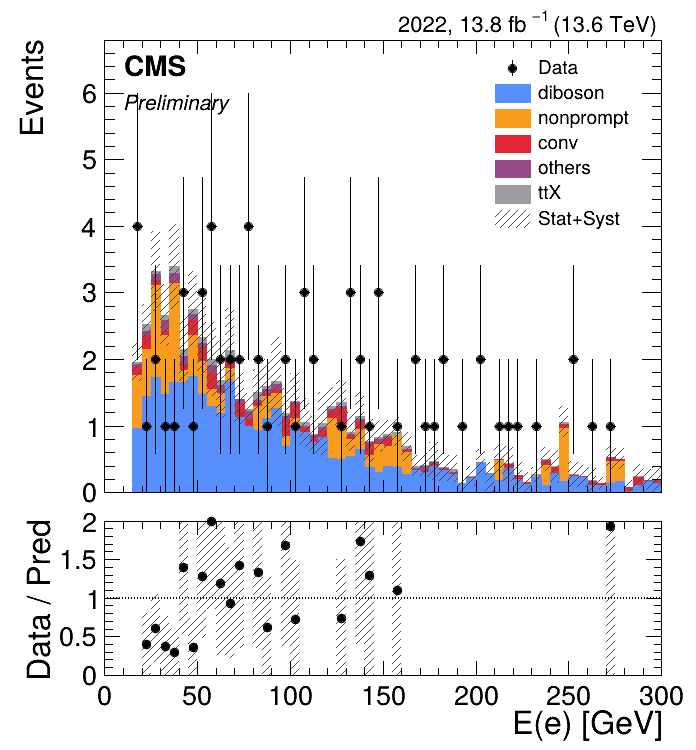 2022, 13.8 fb⁻¹ (13.6 TeV)
CMS
Preliminary
Data
diboson
nonprompt
conv
others
ttX
Stat+Syst
Events
6
5
4
3
2
1
0
Data / Pred
2
1.5
1
0.5
0
0 50 100 150 200 250 300
E(e) [GeV]